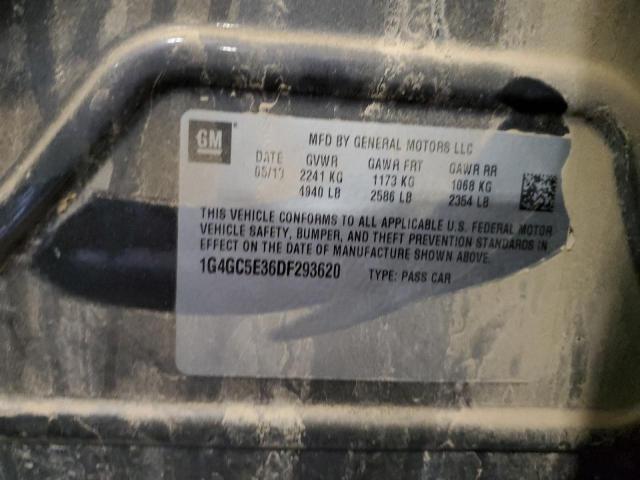 GM
MFD BY GENERAL MOTORS LLC
DATE GVWR GAWR FRT GAWR RR
05/13 2241 KG 1173 KG 1068 KG
4940 LB 2586 LB 2354 LB
THIS VEHICLE CONFORMS TO ALL APPLICABLE U.S. FEDERAL MOTOR
VEHICLE SAFETY, BUMPER, AND THEFT PREVENTION STANDARDS IN
EFFECT ON THE DATE OF MANUFACTURE SHOWN ABOVE.
1G4GC5E36DF293620 TYPE: PASS CAR